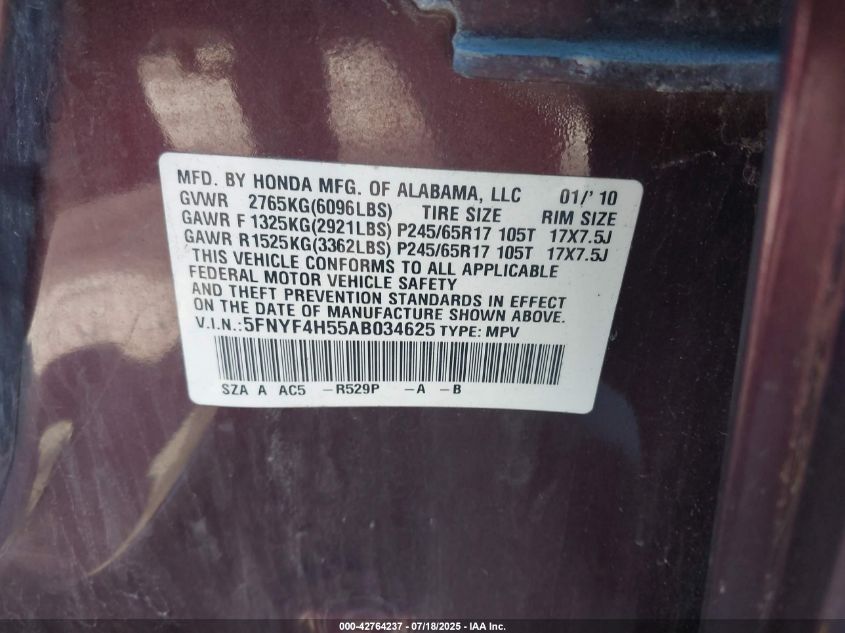 MFD. BY HONDA MFG. OF ALABAMA, LLC 01/' 10
GVWR 2765KG(6096LBS) TIRE SIZE RIM SIZE
GAWR F 1325KG(2921LBS) P245/65R17 105T 17X7.5J
GAWR R1525KG(3362LBS) P245/65R17 105T 17X7.5J
THIS VEHICLE CONFORMS TO ALL APPLICABLE
FEDERAL MOTOR VEHICLE SAFETY
AND THEFT PREVENTION STANDARDS IN EFFECT
ON THE DATE OF MANUFACTURE SHOWN ABOVE.
V.I.N.:5FNYF4H55AB034625 TYPE: MPV
SZA A AC5 -R529P -A -B
000-42764237 - 07/18/2025 - IAA Inc.